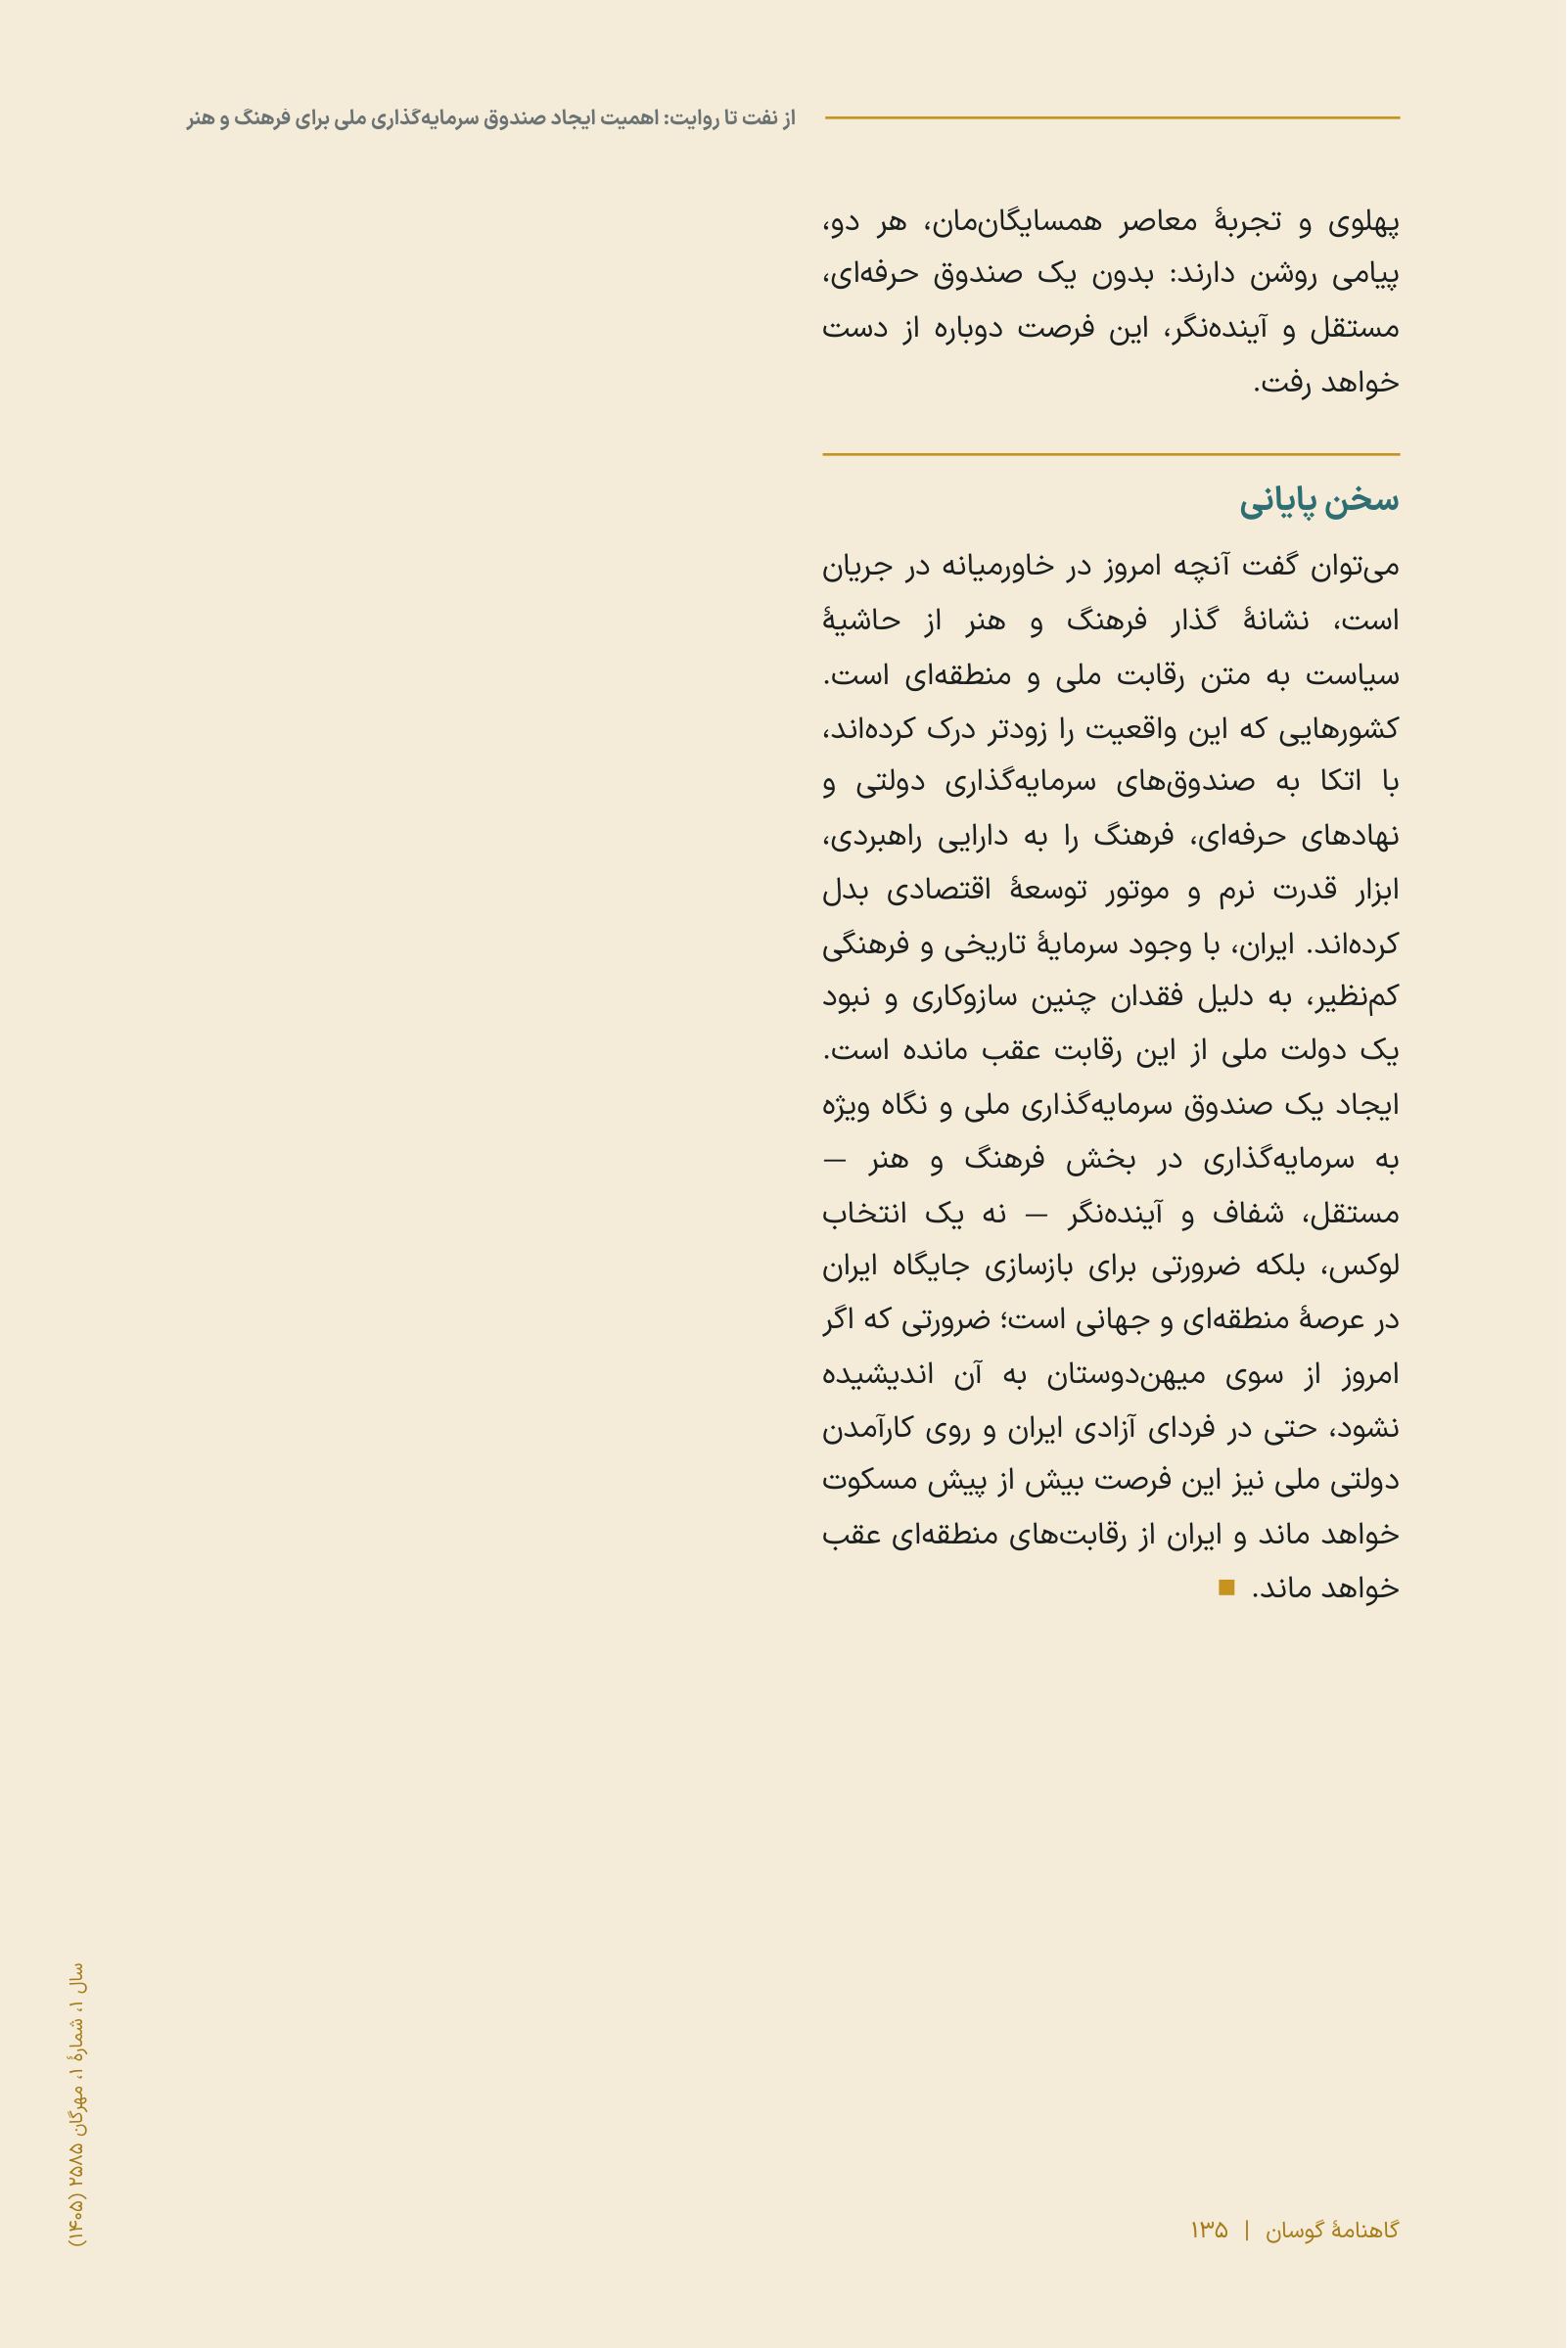 از نفت تا روایت: اهمیت ایجاد صندوق سرمایه‌گذاری ملی برای فرهنگ و هنر
پهلوی و تجربهٔ معاصر همسایگان‌مان، هر دو،
پیامی روشن دارند: بدون یک صندوق حرفه‌ای،
مستقل و آینده‌نگر، این فرصت دوباره از دست
خواهد رفت.
سخن پایانی
می‌توان گفت آنچه امروز در خاورمیانه در جریان
است، نشانهٔ گذار فرهنگ و هنر از حاشیهٔ
سیاست به متن رقابت ملی و منطقه‌ای است.
کشورهایی که این واقعیت را زودتر درک کرده‌اند،
با اتکا به صندوق‌های سرمایه‌گذاری دولتی و
نهادهای حرفه‌ای، فرهنگ را به دارایی راهبردی،
ابزار قدرت نرم و موتور توسعهٔ اقتصادی بدل
کرده‌اند. ایران، با وجود سرمایهٔ تاریخی و فرهنگی
کم‌نظیر، به دلیل فقدان چنین سازوکاری و نبود
یک دولت ملی از این رقابت عقب مانده است.
ایجاد یک صندوق سرمایه‌گذاری ملی و نگاه ویژه
به سرمایه‌گذاری در بخش فرهنگ و هنر —
مستقل، شفاف و آینده‌نگر — نه یک انتخاب
لوکس، بلکه ضرورتی برای بازسازی جایگاه ایران
در عرصهٔ منطقه‌ای و جهانی است؛ ضرورتی که اگر
امروز از سوی میهن‌دوستان به آن اندیشیده
نشود، حتی در فردای آزادی ایران و روی کارآمدن
دولتی ملی نیز این فرصت بیش از پیش مسکوت
خواهد ماند و ایران از رقابت‌های منطقه‌ای عقب
خواهد ماند. ■
سال ۱، شمارهٔ ۱، مهرگان ۲۵۸۵ (۱۴۰۵)
گاهنامهٔ گوسان | ۱۳۵